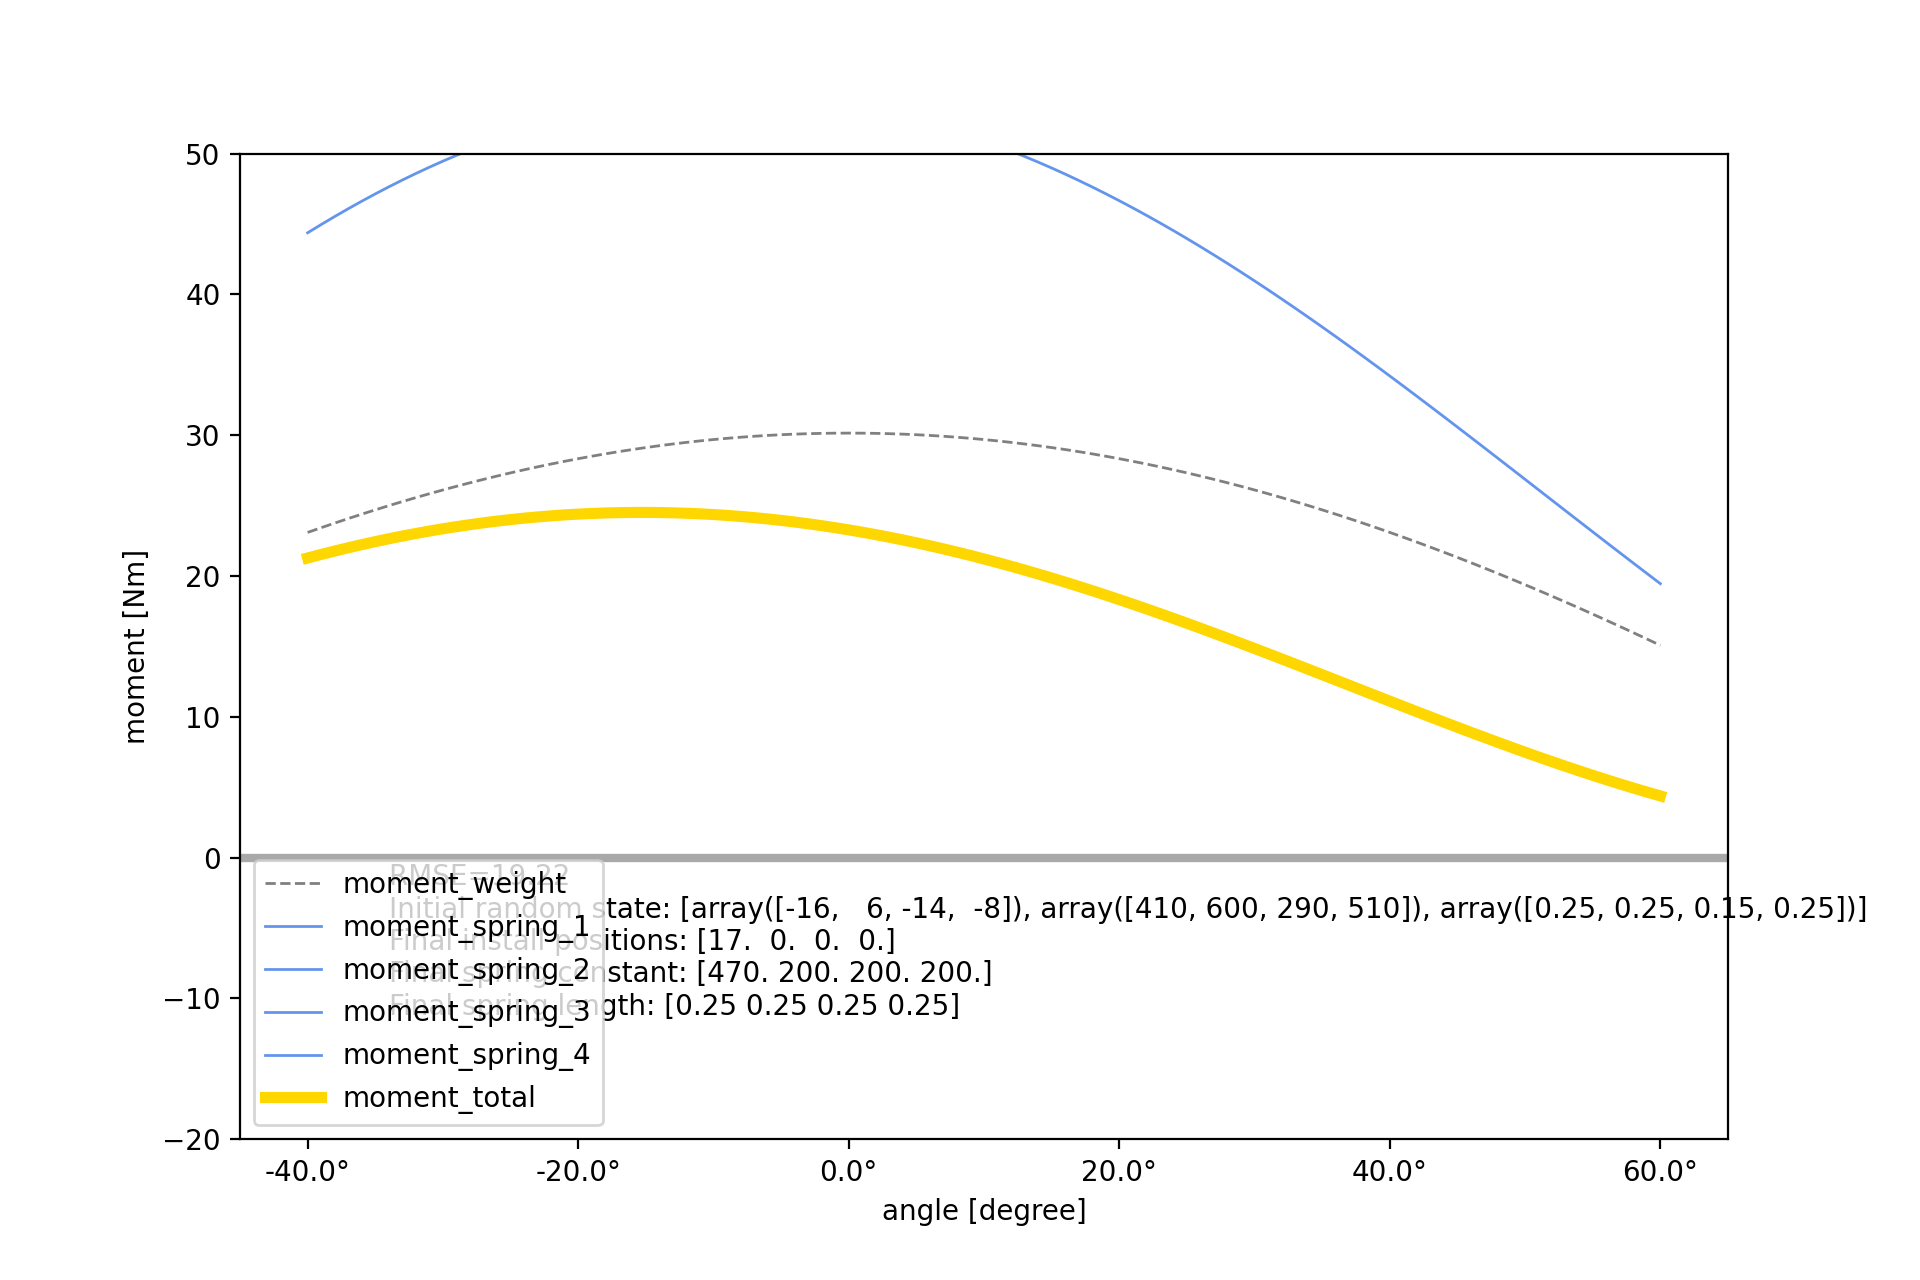 50
40
30
20
10
0
−10
−20
moment [Nm]
RMSE=19.22
Initial random state: [array([-16,   6, -14,  -8]), array([410, 600, 290, 510]), array([0.25, 0.25, 0.15, 0.25])]
Final install positions: [17.  0.  0.  0.]
Final spring constant: [470. 200. 200. 200.]
Final spring length: [0.25 0.25 0.25 0.25]
moment_weight
moment_spring_1
moment_spring_2
moment_spring_3
moment_spring_4
moment_total
-40.0°
-20.0°
0.0°
20.0°
40.0°
60.0°
angle [degree]